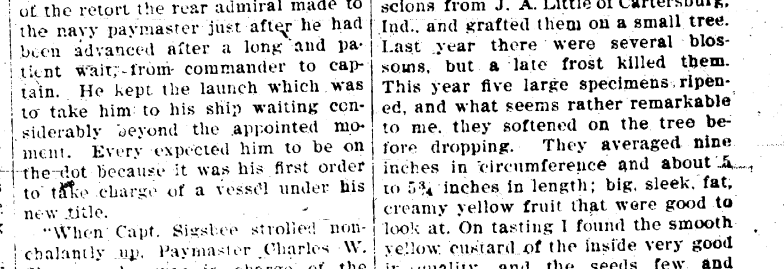 of the retort the rear admiral made to
the navy paymaster just after he had
been advanced after a long and pa-
tient wait, from commander to cap-
tain. He kept the launch which was
to take him to his ship waiting con-
siderably beyond the appointed mo-
ment. Every expected him to be on
the dot because it was his first order
to take charge of a vessel under his
new title.
"When Capt. Sigsbee strolled non-
chalantly up, Paymaster Charles W.
charge of the
scions from J. A. Little of Cartersburg,
Ind., and grafted them on a small tree.
Last year there were several blos-
soms, but a late frost killed them.
This year five large specimens ripen-
ed, and what seems rather remarkable
to me, they softened on the tree be-
fore dropping. They averaged nine
inches in circumference and about 5
to 5¾ inches in length; big, sleek, fat,
creamy yellow fruit that were good to
look at. On tasting I found the smooth
yellow custard of the inside very good
in quality, and the seeds few and